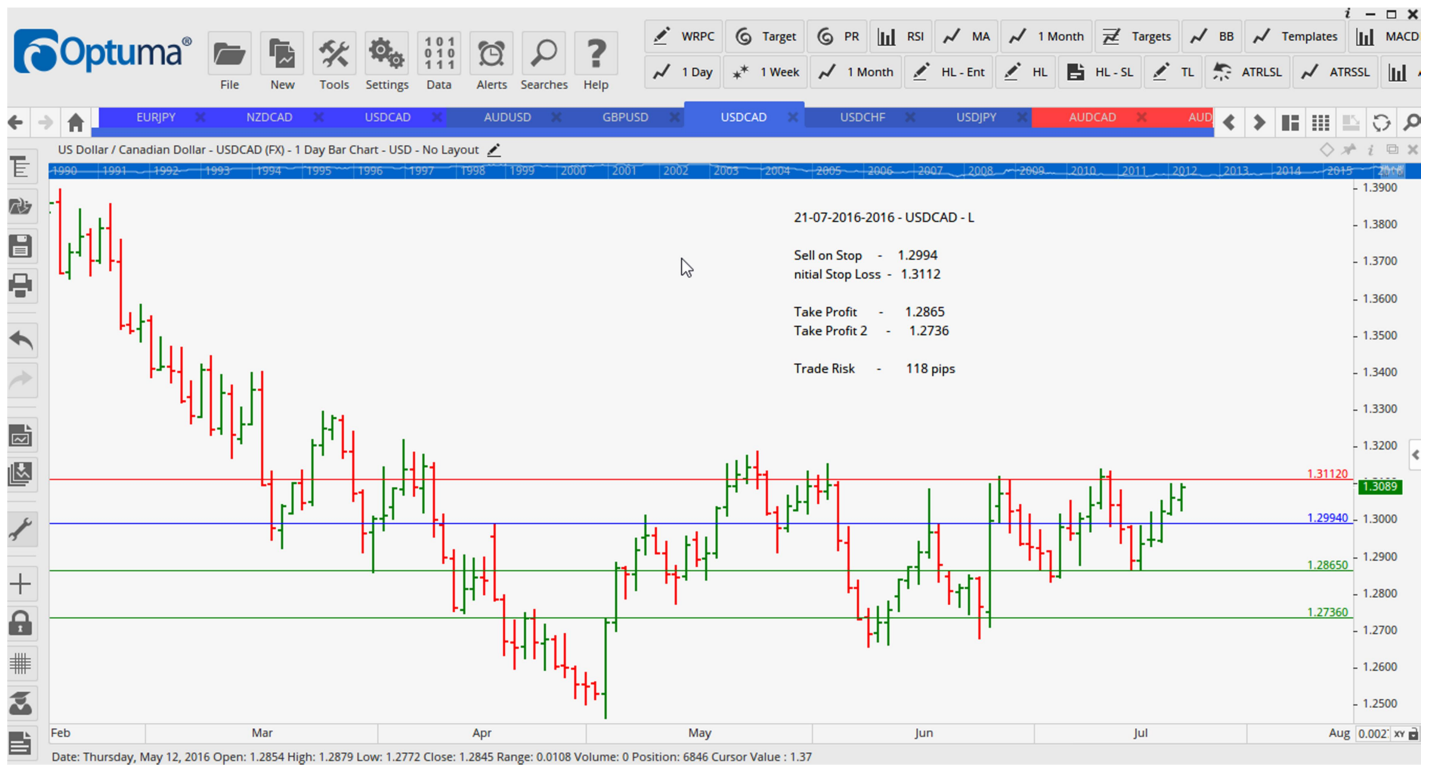 Optuma®
File New Tools Settings Data Alerts Searches Help
101
010
111
WRPC Target PR RSI MA 1 Month Targets BB Templates MACD
1 Day 1 Week 1 Month HL - Ent HL HL - SL TL ATRLSL ATRSSL
EURJPY NZDCAD USDCAD AUDUSD GBPUSD USDCAD USDCHF USDJPY AUDCAD AUD
US Dollar / Canadian Dollar - USDCAD (FX) - 1 Day Bar Chart - USD - No Layout
1990 1991 1992 1993 1994 1995 1996 1997 1998 1999 2000 2001 2002 2003 2004 2005 2006 2007 2008 2009 2010 2011 2012 2013 2014 2015
1.3900
21-07-2016-2016 - USDCAD - L
1.3800
Sell on Stop - 1.2994
1.3700
nitial Stop Loss - 1.3112
1.3600
Take Profit - 1.2865
Take Profit 2 - 1.2736
1.3500
Trade Risk - 118 pips
1.3400
1.3300
1.3200
1.31120
1.3089
1.29940
1.3000
1.2900
1.28650
1.2800
1.27360
1.2700
1.2600
1.2500
Feb Mar Apr May Jun Jul Aug 0.002 XY
Date: Thursday, May 12, 2016 Open: 1.2854 High: 1.2879 Low: 1.2772 Close: 1.2845 Range: 0.0108 Volume: 0 Position: 6846 Cursor Value : 1.37